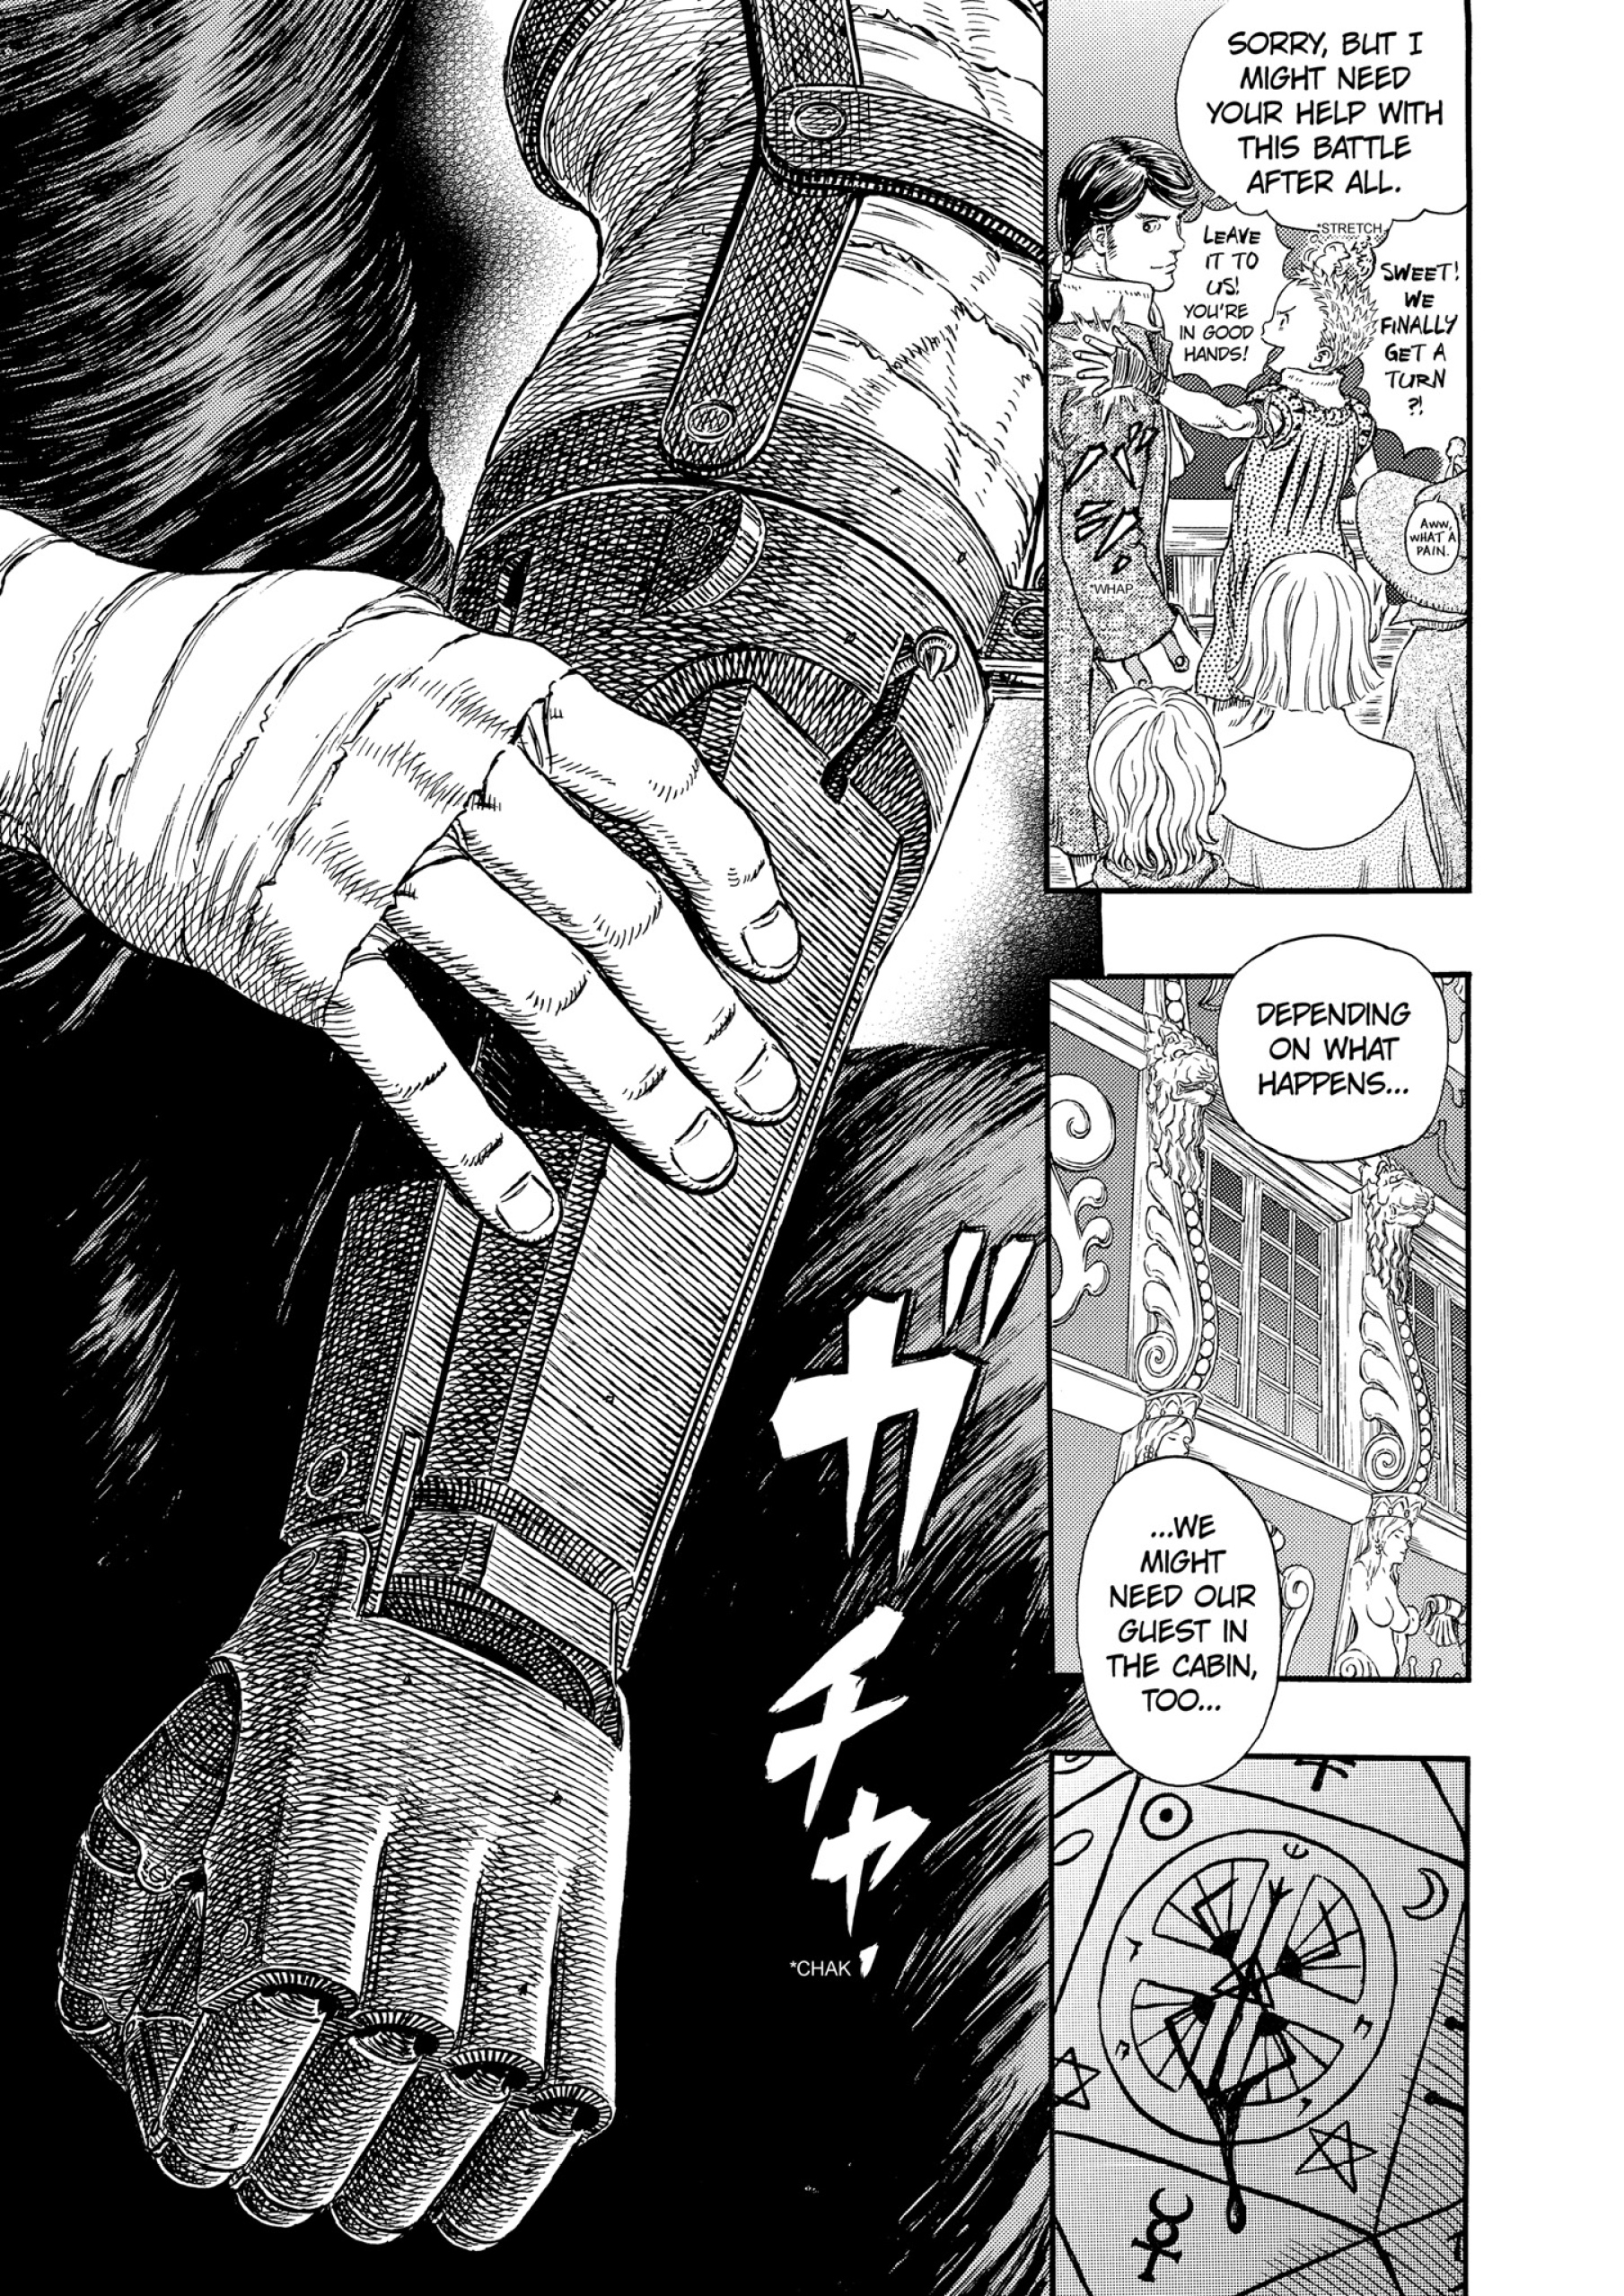 SORRY, BUT I
MIGHT NEED
YOUR HELP WITH
THIS BATTLE
AFTER ALL.
*STRETCH
SWEET!
WE
FINALLY
GET A
TURN
?!
LEAVE
IT TO
US!
YOU'RE
IN GOOD
HANDS!
AWW,
WHAT A
PAIN.
*WHAP
DEPENDING
ON WHAT
HAPPENS...
...WE
MIGHT
NEED OUR
GUEST IN
THE CABIN,
TOO...
ガチャ
*CHAK